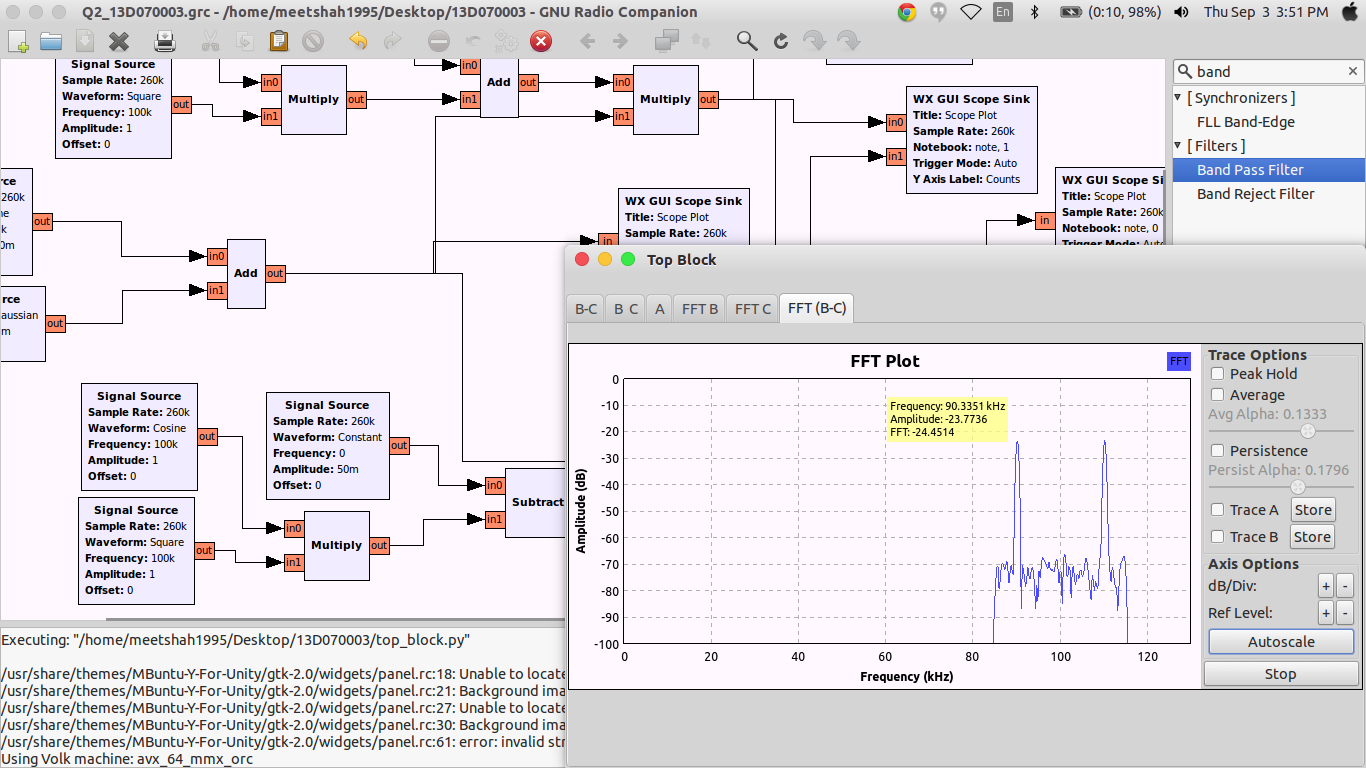 Q2_13D070003.grc - /home/meetshah1995/Desktop/13D070003 - GNU Radio Companion
En
(0:10, 98%)
Thu Sep 3 3:51 PM
band
[ Synchronizers ]
FLL Band-Edge
[ Filters ]
Band Pass Filter
Band Reject Filter
Signal Source
Sample Rate: 260k
Waveform: Square
Frequency: 100k
Amplitude: 1
Offset: 0
out
in0
in1
Multiply
out
in0
in1
Add
out
in0
in1
Multiply
out
in0
in1
WX GUI Scope Sink
Title: Scope Plot
Sample Rate: 260k
Notebook: note, 1
Trigger Mode: Auto
Y Axis Label: Counts
in
WX GUI Scope Si
Title: Scope Plot
Sample Rate: 260k
Notebook: note, 0
Trigger Mode: Auto
in
WX GUI Scope Sink
Title: Scope Plot
Sample Rate: 260k
rce
260k
ne
k
0m
out
in0
in1
Add
out
rce
aussian
m
out
Signal Source
Sample Rate: 260k
Waveform: Cosine
Frequency: 100k
Amplitude: 1
Offset: 0
out
Signal Source
Sample Rate: 260k
Waveform: Constant
Frequency: 0
Amplitude: 50m
Offset: 0
out
Signal Source
Sample Rate: 260k
Waveform: Square
Frequency: 100k
Amplitude: 1
Offset: 0
out
in0
in1
Multiply
out
in0
in1
Subtract
Top Block
B-C
B C
A
FFT B
FFT C
FFT (B-C)
FFT Plot
FFT
Frequency: 90.3351 kHz
Amplitude: -23.7736
FFT: -24.4514
Amplitude (dB)
0
-10
-20
-30
-40
-50
-60
-70
-80
-90
-100
0
20
40
60
80
100
120
Frequency (kHz)
Trace Options
Peak Hold
Average
Avg Alpha: 0.1333
Persistence
Persist Alpha: 0.1796
Trace A
Store
Trace B
Store
Axis Options
dB/Div:
+
-
Ref Level:
+
-
Autoscale
Stop
Executing: "/home/meetshah1995/Desktop/13D070003/top_block.py"
/usr/share/themes/MBuntu-Y-For-Unity/gtk-2.0/widgets/panel.rc:18: Unable to locate
/usr/share/themes/MBuntu-Y-For-Unity/gtk-2.0/widgets/panel.rc:21: Background ima
/usr/share/themes/MBuntu-Y-For-Unity/gtk-2.0/widgets/panel.rc:27: Unable to locate
/usr/share/themes/MBuntu-Y-For-Unity/gtk-2.0/widgets/panel.rc:30: Background ima
/usr/share/themes/MBuntu-Y-For-Unity/gtk-2.0/widgets/panel.rc:61: error: invalid str
Using Volk machine: avx_64_mmx_orc